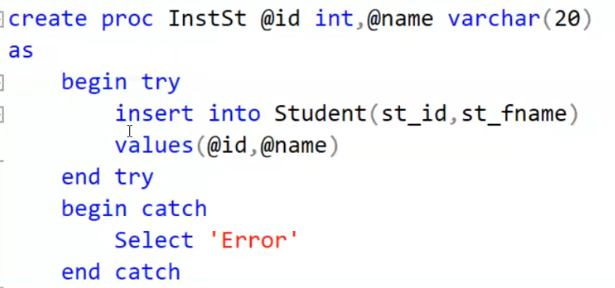 create proc InstSt @id int,@name varchar(20)
as
begin try
insert into Student(st_id,st_fname)
values(@id,@name)
end try
begin catch
Select 'Error'
end catch